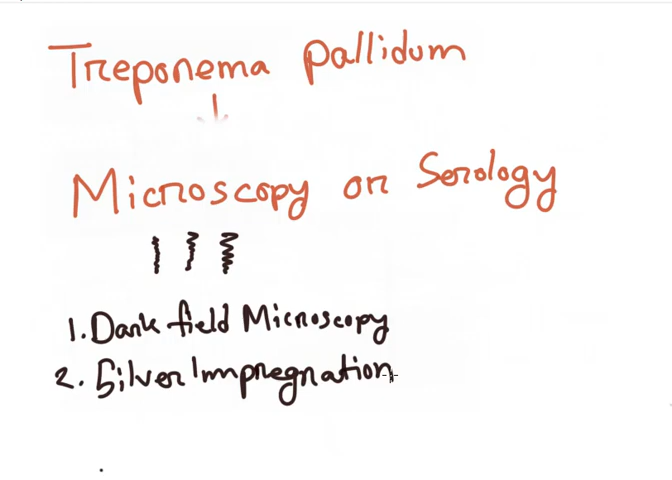 Treponema pallidum
Microscopy or Serology
1. Dark field Microscopy
2. Silver Impregnation